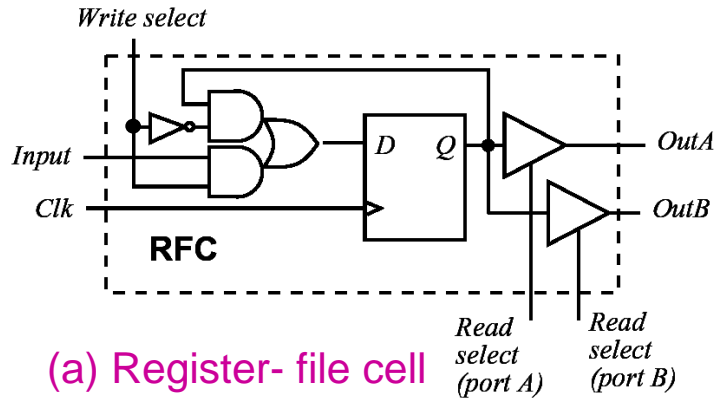 Write select
Input
Clk
D
Q
OutA
OutB
RFC
Read
select
(port A)
Read
select
(port B)
(a) Register- file cell